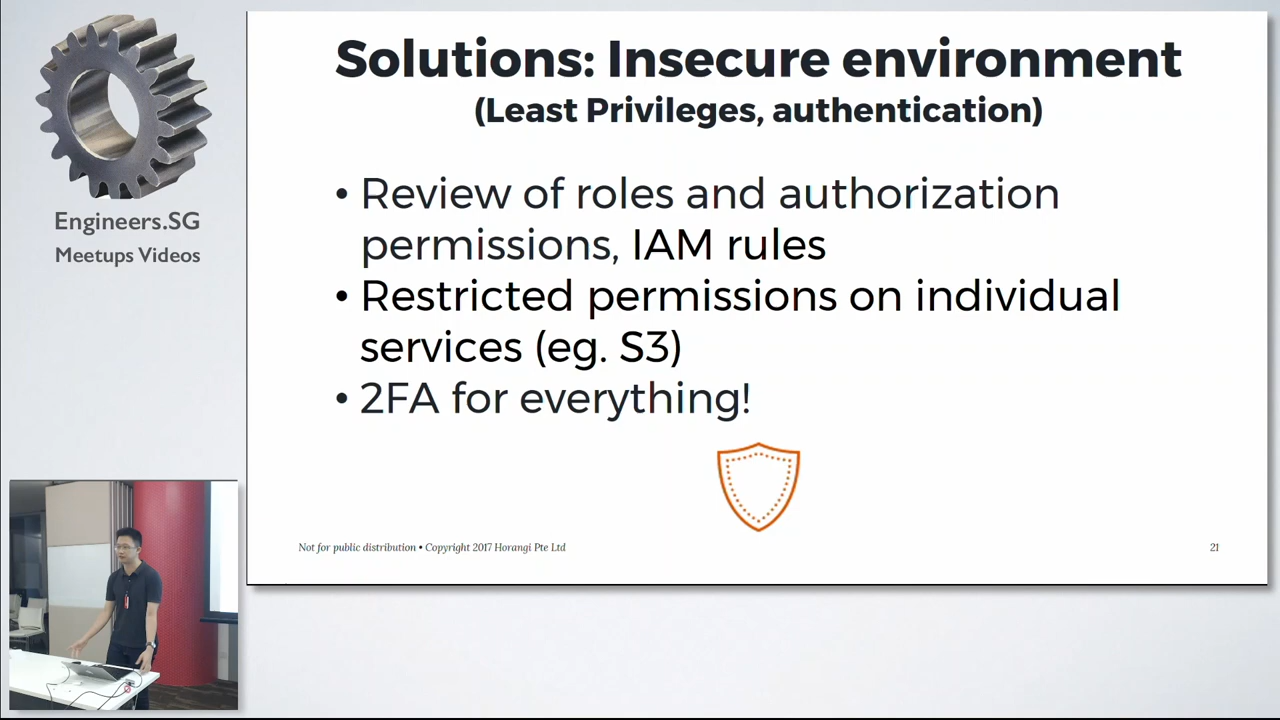 Engineers.SG
Meetups Videos
Solutions: Insecure environment
(Least Privileges, authentication)
• Review of roles and authorization
permissions, IAM rules
• Restricted permissions on individual
services (eg. S3)
• 2FA for everything!
Not for public distribution • Copyright 2017 Horangi Pte Ltd
21